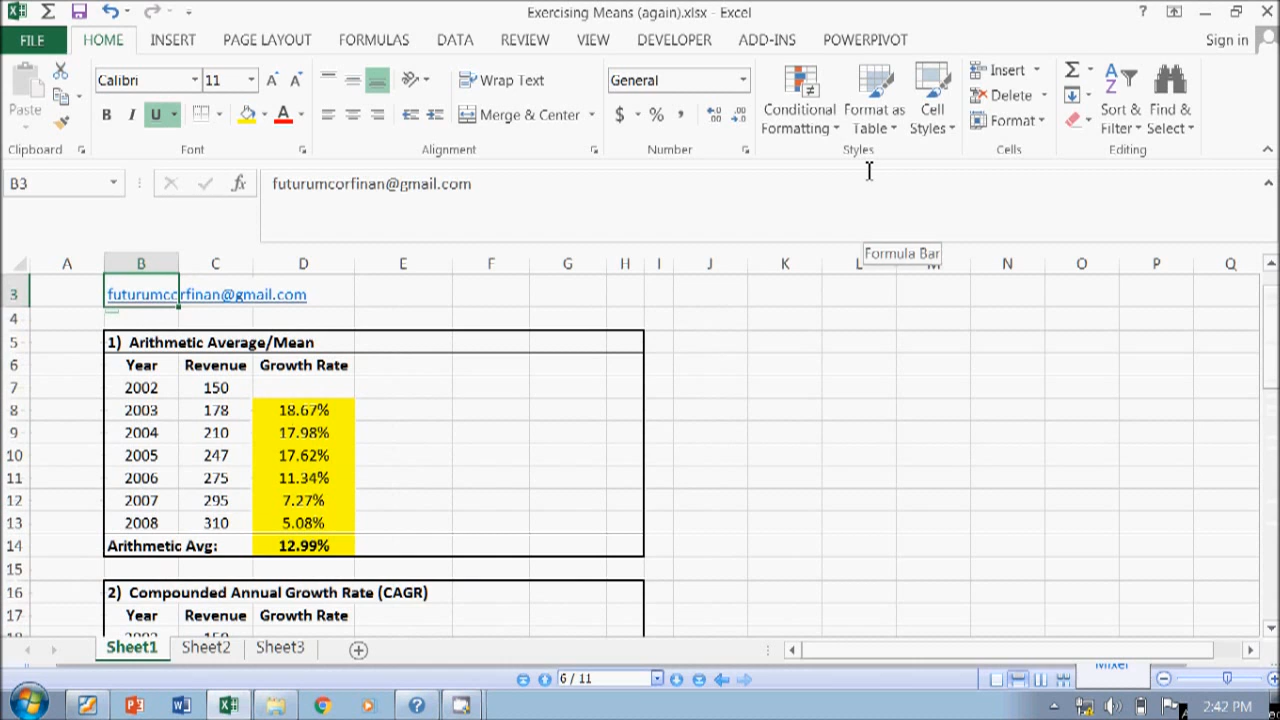 Exercising Means (again).xlsx - Excel
?
FILE HOME INSERT PAGE LAYOUT FORMULAS DATA REVIEW VIEW DEVELOPER ADD-INS POWERPIVOT Sign in
Paste Calibri 11 Wrap Text General Conditional Formatting Format as Table Cell Styles Insert Sort & Filter Find & Select
B I U A Merge & Center $ % , Delete
Format
Clipboard Font Alignment Number Styles Cells Editing
B3 fx futurumcorfinan@gmail.com
Formula Bar
A B C D E F G H I J K L M N O P Q
3 futurumccrfinan@gmail.com
4
5 1) Arithmetic Average/Mean
6 Year Revenue Growth Rate
7 2002 150
8 2003 178 18.67%
9 2004 210 17.98%
10 2005 247 17.62%
11 2006 275 11.34%
12 2007 295 7.27%
13 2008 310 5.08%
14 Arithmetic Avg: 12.99%
15
16 2) Compounded Annual Growth Rate (CAGR)
17 Year Revenue Growth Rate
Sheet1 Sheet2 Sheet3
6 / 11
2:42 PM